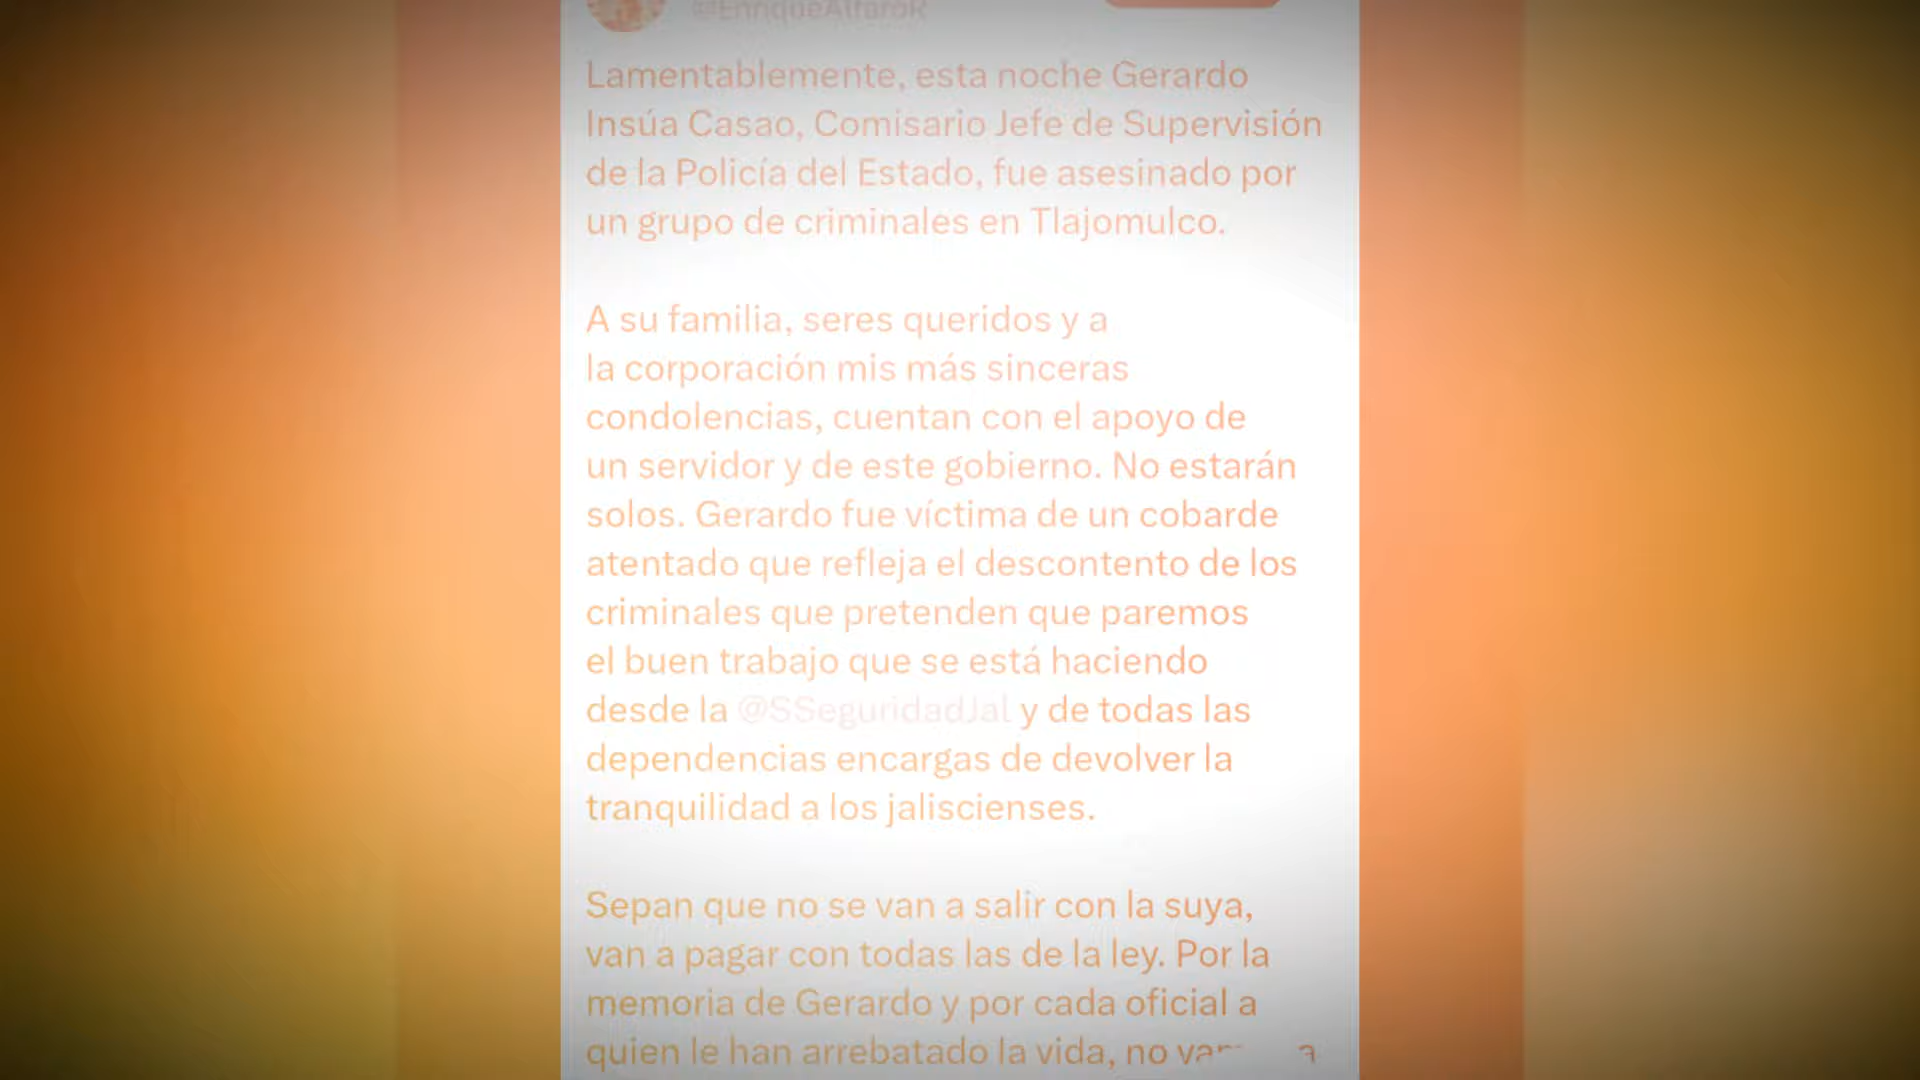 @EnriqueAlfaroR
Lamentablemente, esta noche Gerardo
Insúa Casao, Comisario Jefe de Supervisión
de la Policía del Estado, fue asesinado por
un grupo de criminales en Tlajomulco.
A su familia, seres queridos y a
la corporación mis más sinceras
condolencias, cuentan con el apoyo de
un servidor y de este gobierno. No estarán
solos. Gerardo fue víctima de un cobarde
atentado que refleja el descontento de los
criminales que pretenden que paremos
el buen trabajo que se está haciendo
desde la @SSeguridadJal y de todas las
dependencias encargas de devolver la
tranquilidad a los jaliscienses.
Sepan que no se van a salir con la suya,
van a pagar con todas las de la ley. Por la
memoria de Gerardo y por cada oficial a
quien le han arrebatado la vida, no